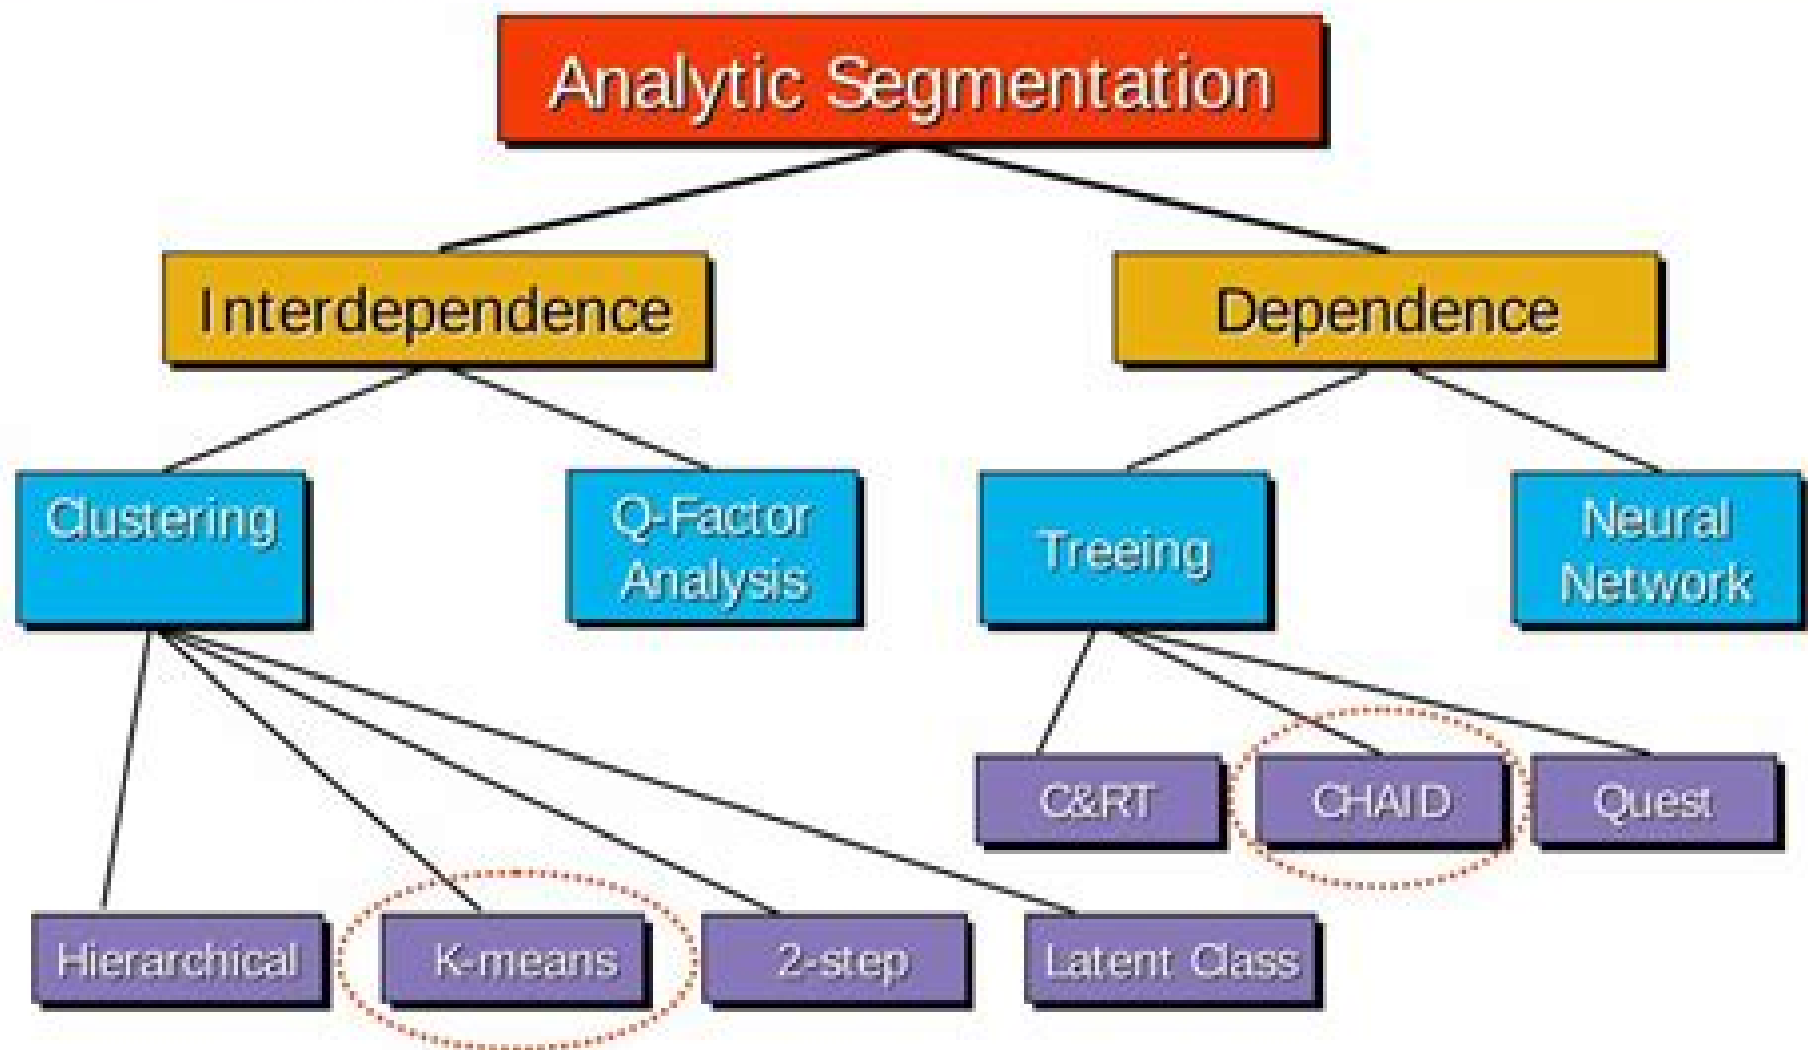 Analytic Segmentation
Interdependence
Dependence
Clustering
Q-Factor
Analysis
Treeing
Neural
Network
C&RT
CHAID
Quest
Hierarchical
K-means
2-step
Latent Class